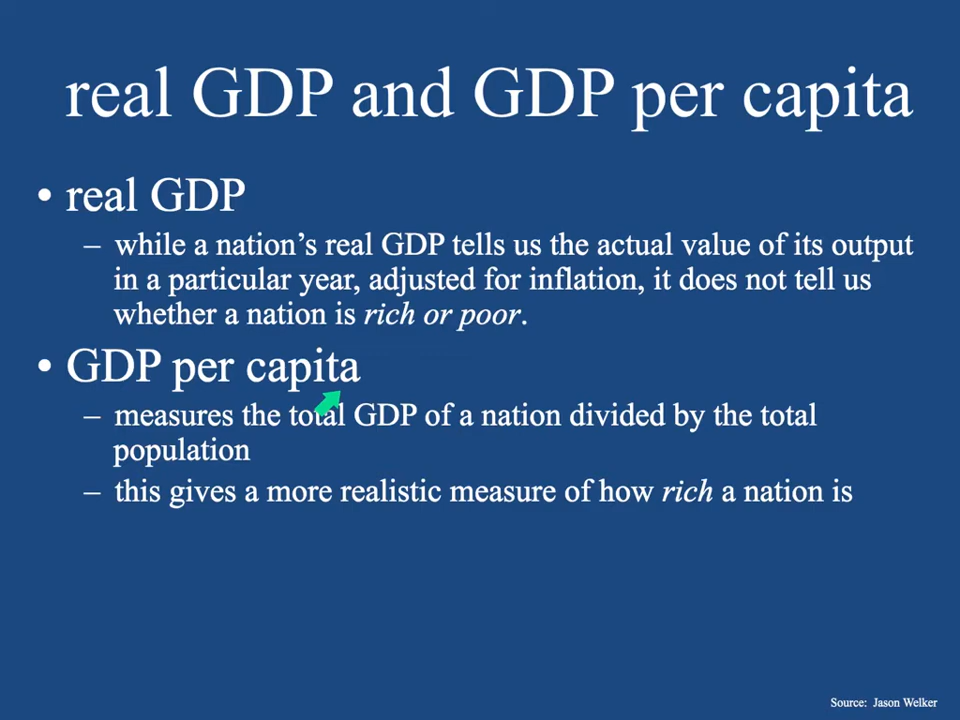 real GDP and GDP per capita
• real GDP
– while a nation’s real GDP tells us the actual value of its output
in a particular year, adjusted for inflation, it does not tell us
whether a nation is rich or poor.
• GDP per capita
– measures the total GDP of a nation divided by the total
population
– this gives a more realistic measure of how rich a nation is
Source: Jason Welker